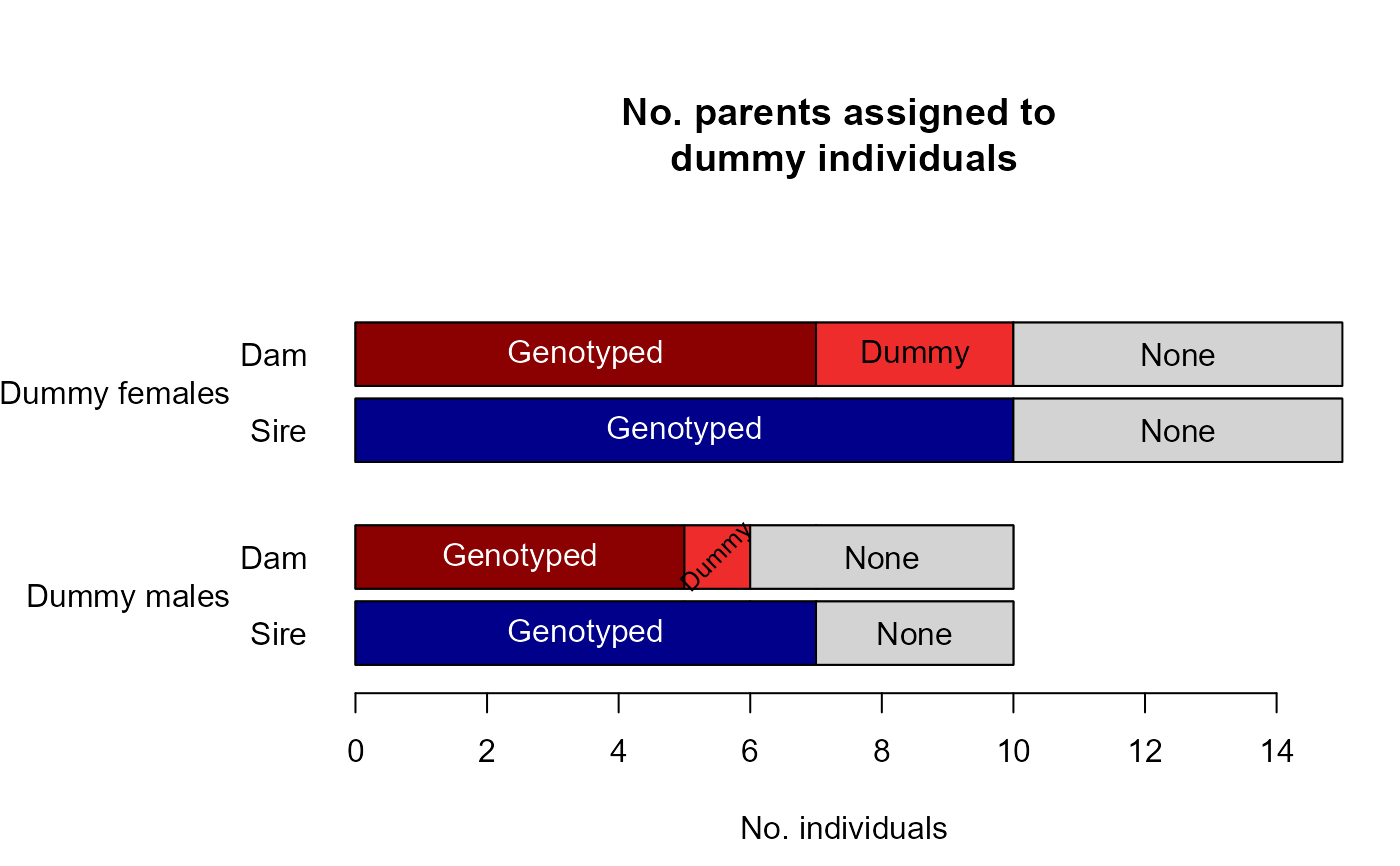 No. parents assigned to
dummy individuals
Dam
Genotyped
Dummy
None
Dummy females
Sire
Genotyped
None
Dam
Genotyped
Dummy
None
Dummy males
Sire
Genotyped
None
0 2 4 6 8 10 12 14
No. individuals